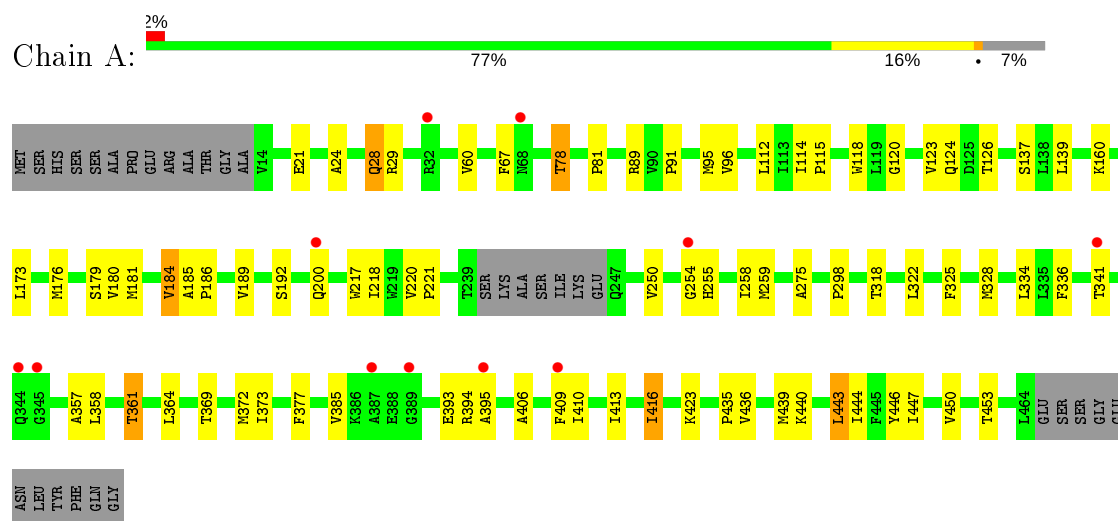 2%
Chain A:
77% 16% • 7%
MET SER HIS SER SER ALA PRO GLU ARG ALA THR GLY ALA V14 E21 A24 Q28 R29 R32 V60 F67 N68 T78 P81 R89 V90 P91 M95 V96 L112 I113 I114 P115 W118 L119 G120 V123 Q124 D125 T126 S137 L138 L139 K160
L173 M176 S179 V180 M181 V184 A185 P186 V189 S192 Q200 W217 I218 W219 V220 P221 T239 SER LYS ALA SER ILE LYS GLU Q247 V250 G254 H255 I258 M259 A275 P298 T318 L322 F325 M328 L334 L335 F336 T341
Q344 G345 A357 L358 T361 L364 T369 M372 I373 F377 V385 K386 A387 E388 G389 E393 R394 A395 A406 F409 I410 I413 I416 K423 P435 V436 M439 K440 L443 I444 F445 Y446 I447 V450 T453 L464 GLU SER SER GLY GLU
ASN LEU TYR PHE GLN GLY